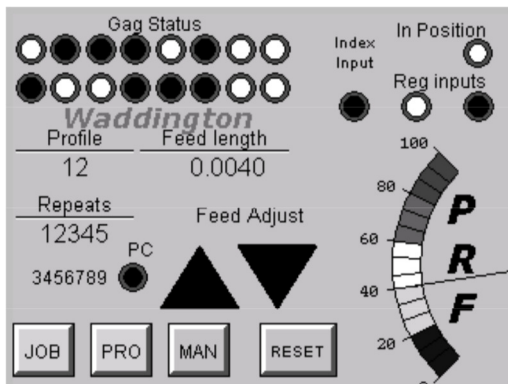 Gag Status
In Position
Index
Input
Reg inputs
Waddington
Profile
Feed length
12
0.0040
100
80
60
40
20
0
P
R
F
Repeats
12345
Feed Adjust
PC
3456789
JOB
PRO
MAN
RESET